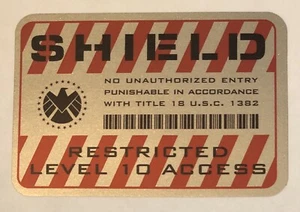 SHIELD
NO UNAUTHORIZED ENTRY
PUNISHABLE IN ACCORDANCE
WITH TITLE 18 U.S.C. 1382
RESTRICTED
LEVEL 10 ACCESS